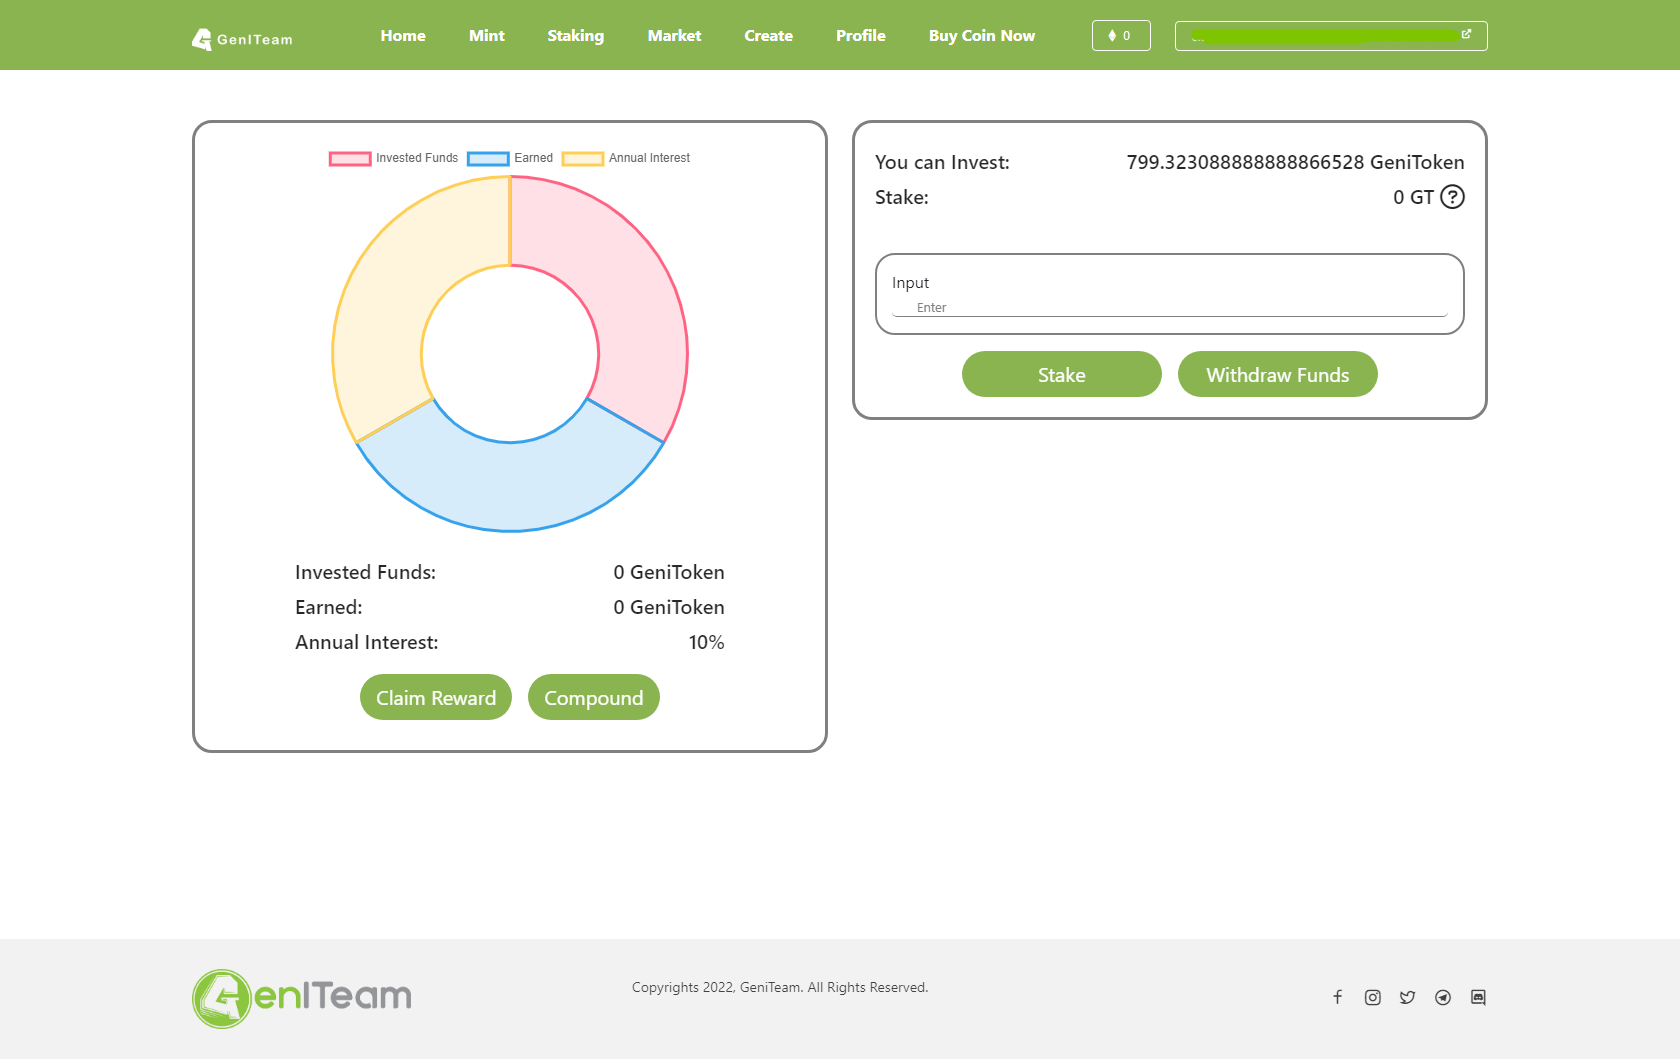 GenITeam Home Mint Staking Market Create Profile Buy Coin Now 0
Invested Funds Earned Annual Interest
Invested Funds: 0 GeniToken
Earned: 0 GeniToken
Annual Interest: 10%
Claim Reward Compound
You can Invest: 799.323088888888866528 GeniToken
Stake: 0 GT ?
Input
Enter
Stake Withdraw Funds
GenITeam
Copyrights 2022, GeniTeam. All Rights Reserved.